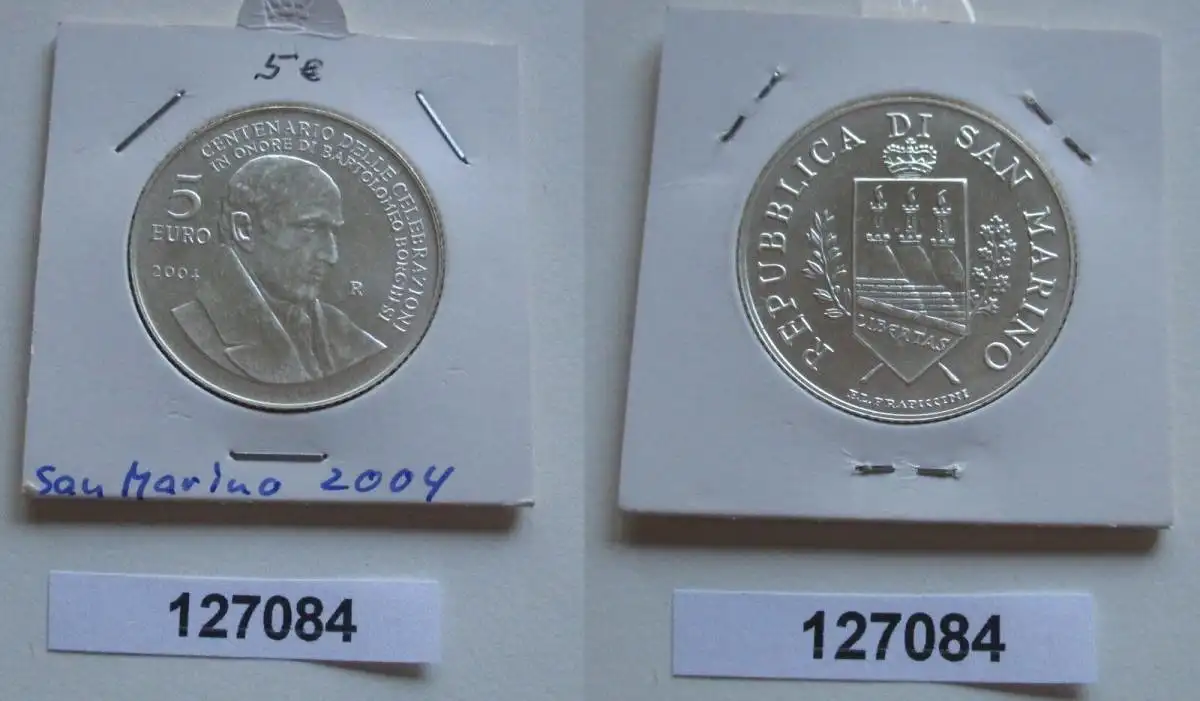 5€
CENTENARIO DELLE CELEBRAZIONI
IN ONORE DI BARTOLOMEO BORGHESI
5
EURO
2004
R
San Marino 2004
127084
REPUBBLICA DI SAN MARINO
LIBERTAS
E.L. FRAPICCINI
127084